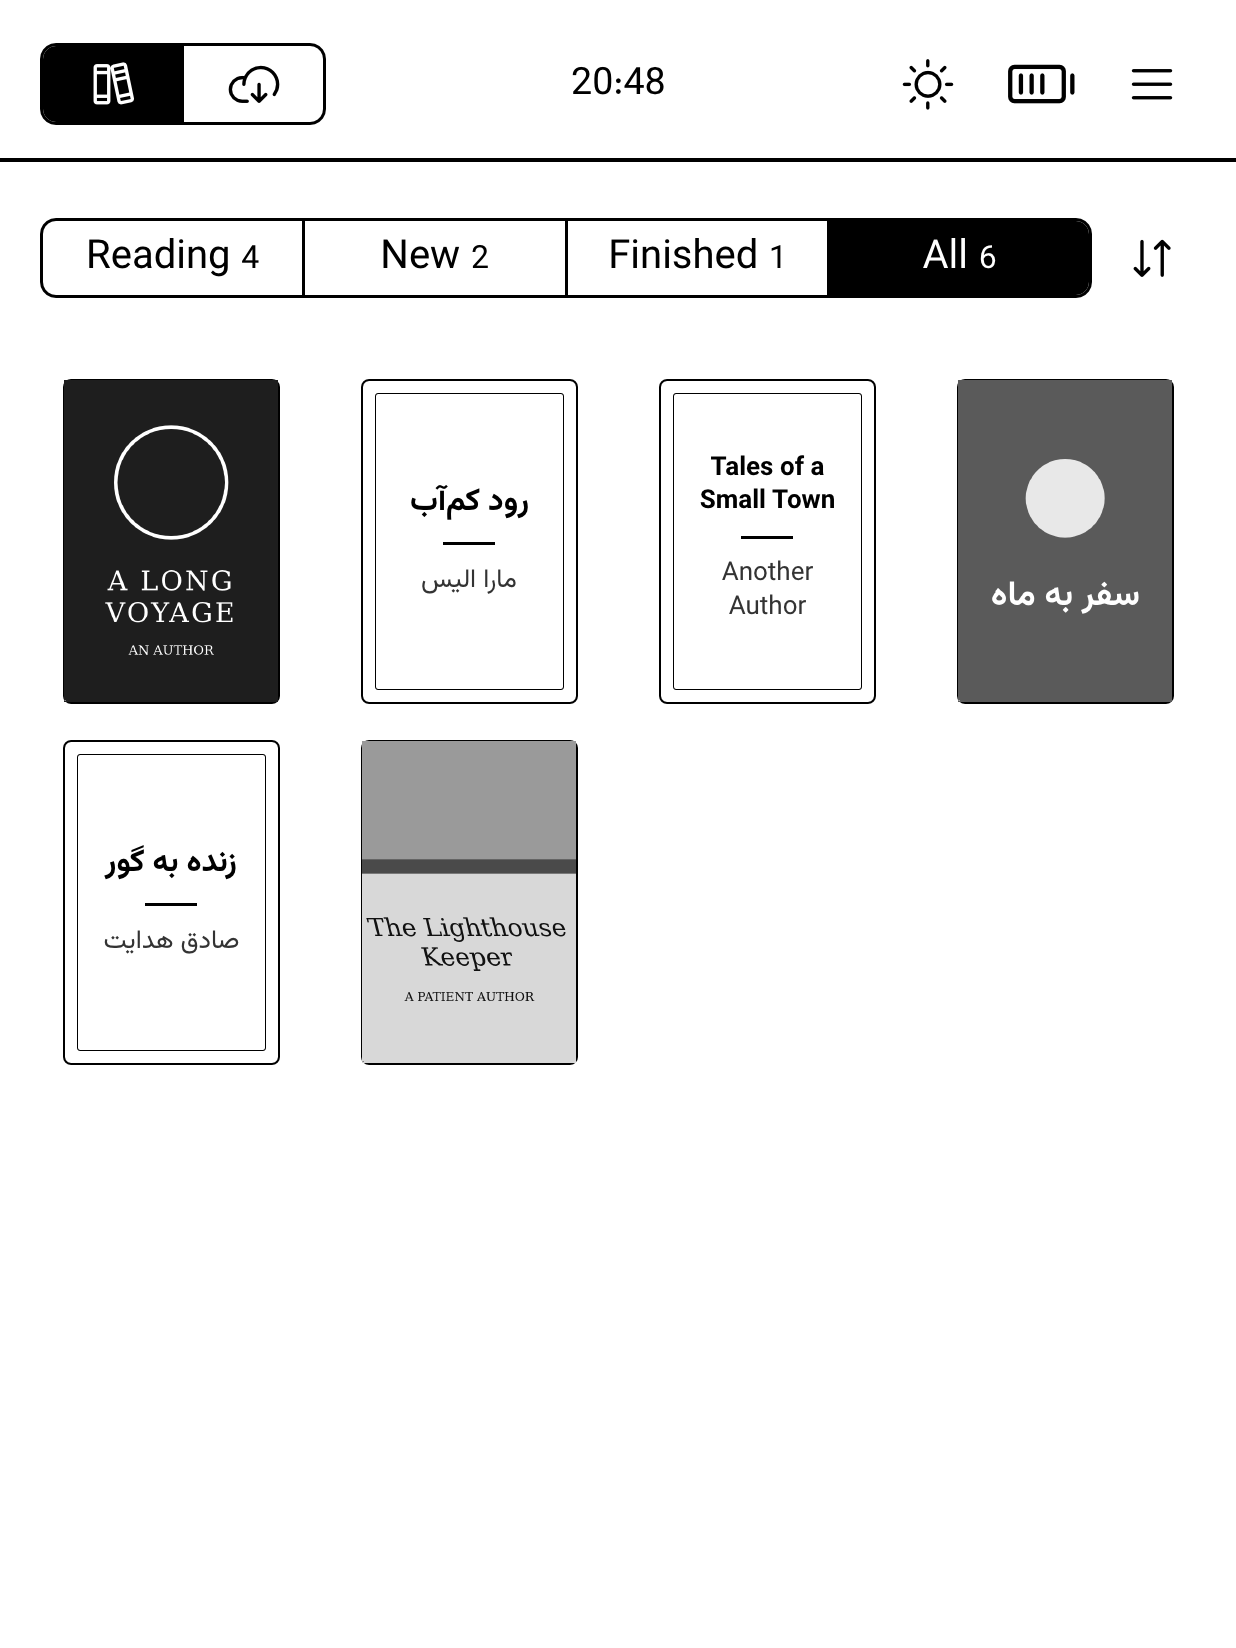 20:48
Reading 4
New 2
Finished 1
All 6
A LONG
VOYAGE
AN AUTHOR
رود کم‌آب
مارا الیس
Tales of a
Small Town
Another
Author
سفر به ماه
زنده به گور
صادق هدایت
The Lighthouse
Keeper
A PATIENT AUTHOR